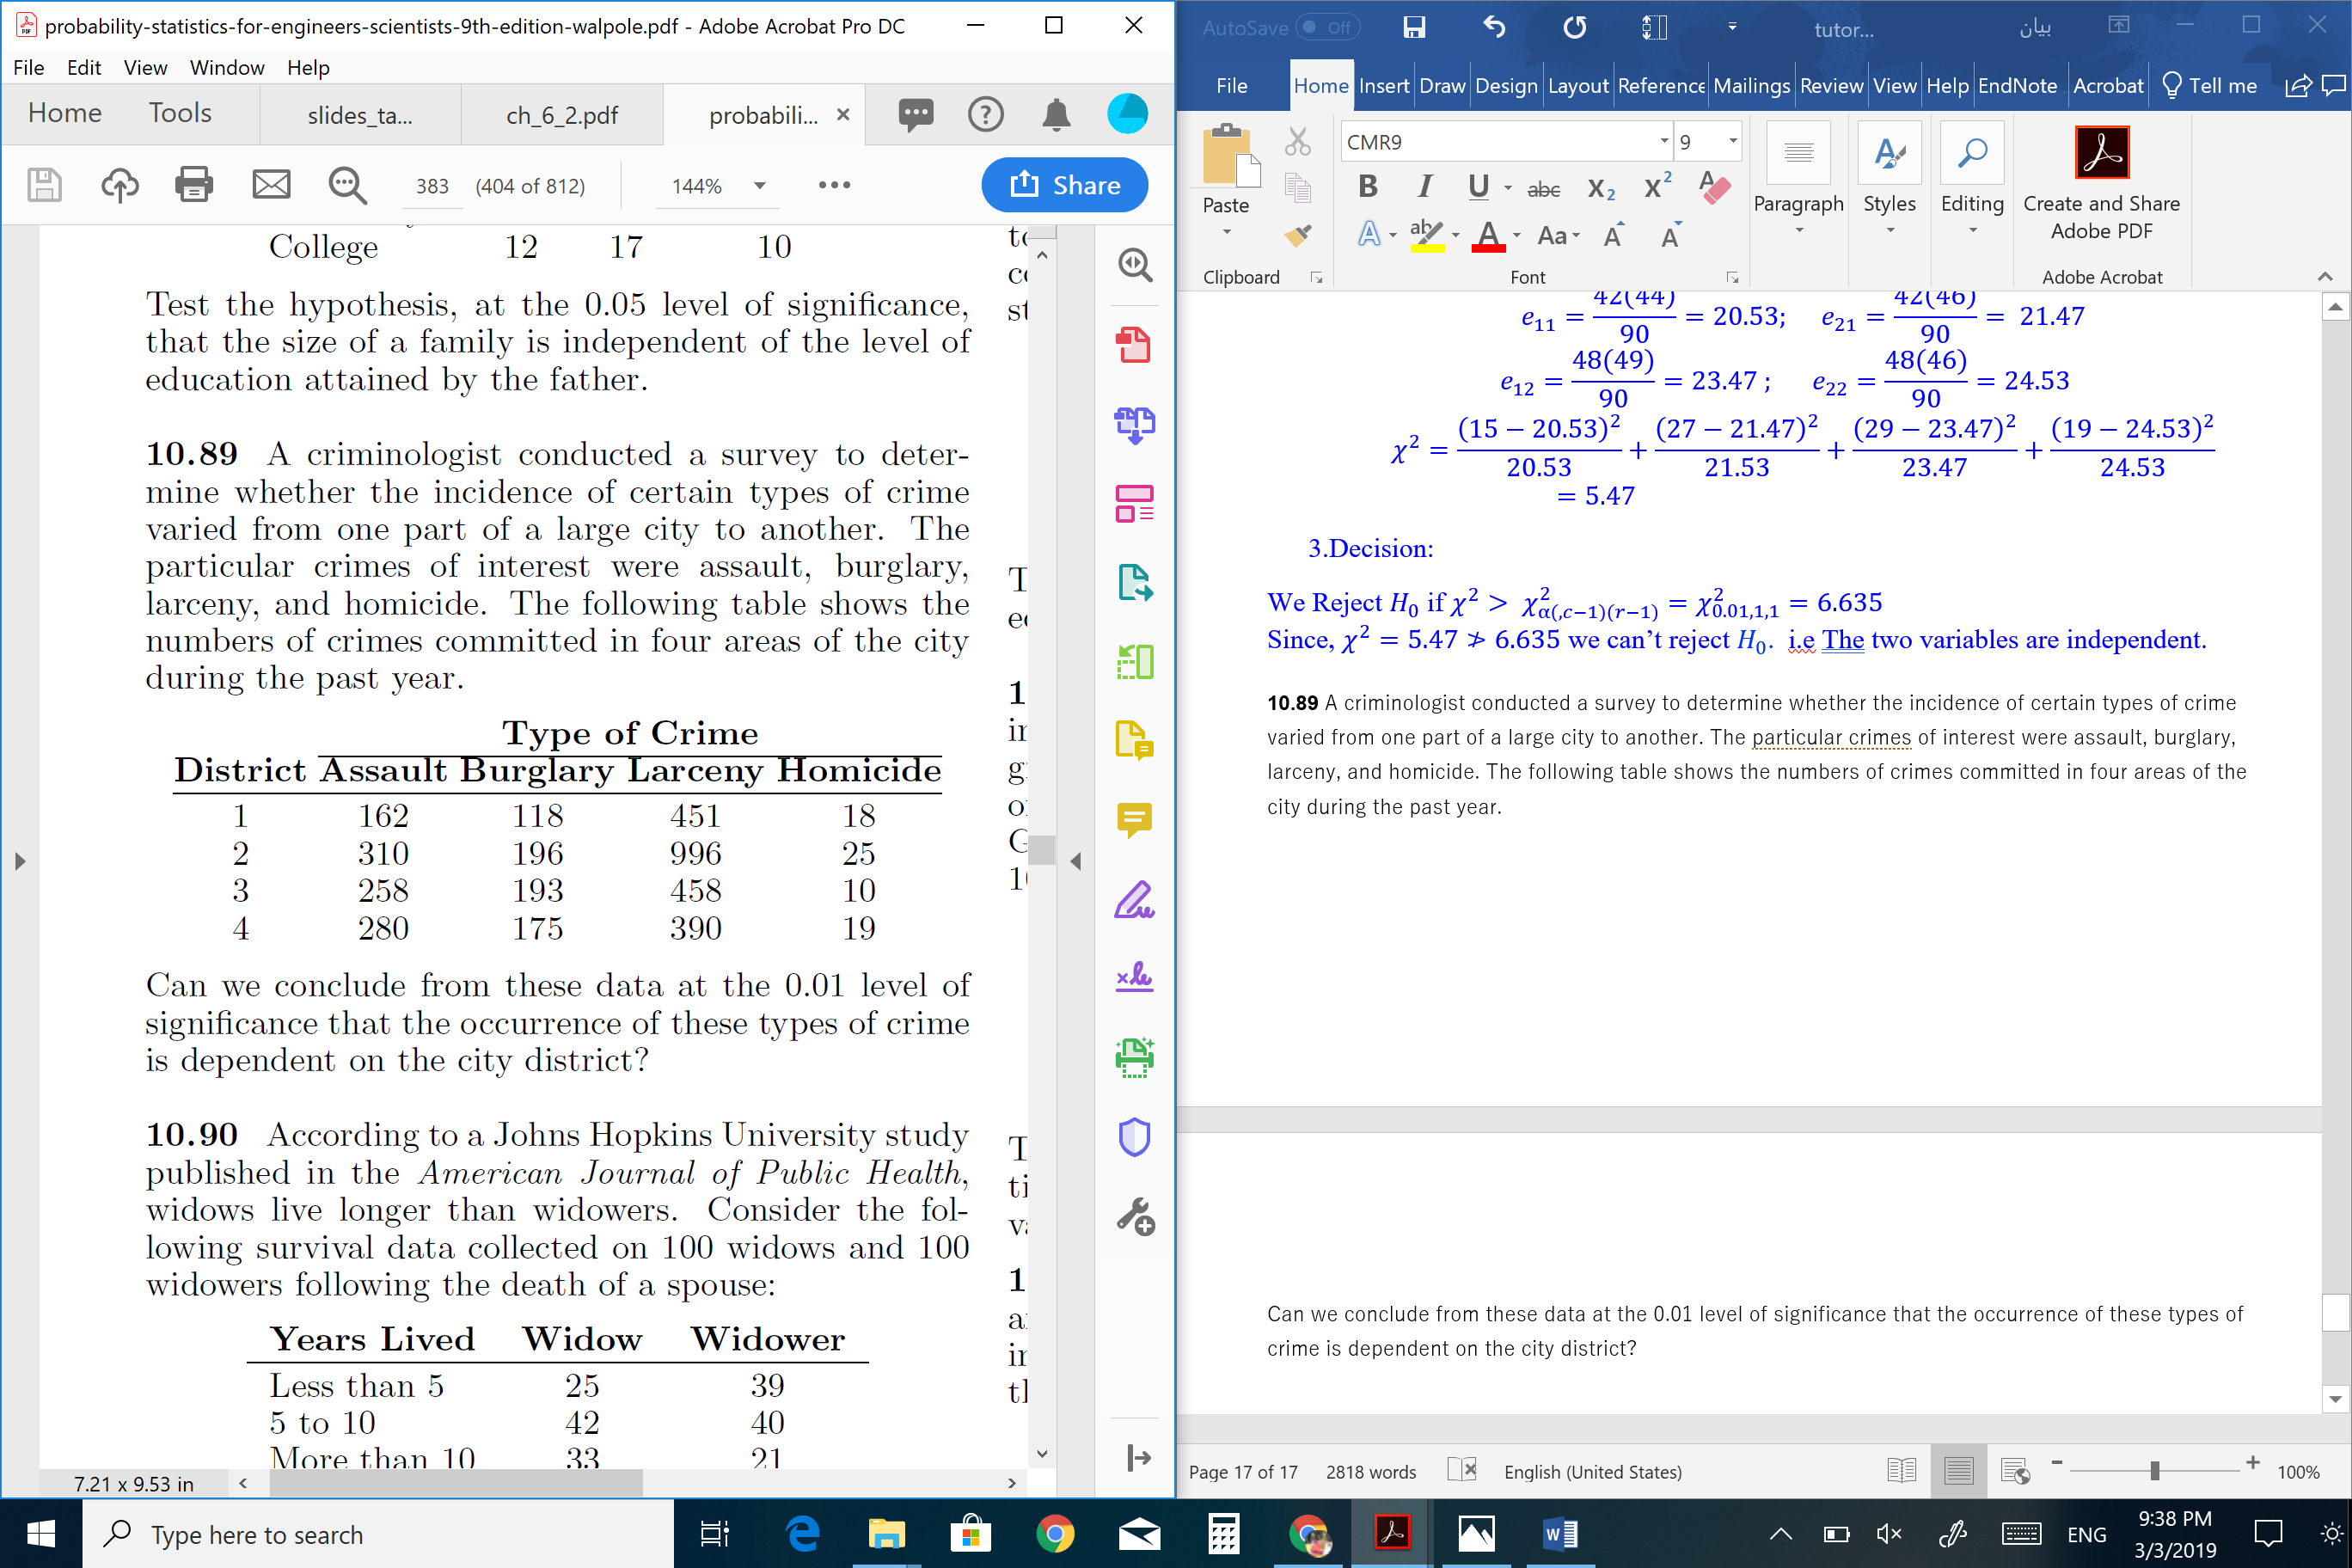 probability-statistics-for-engineers-scientists-9th-edition-walpole.pdf - Adobe Acrobat Pro DC
File Edit View Window Help
Home Tools slides_ta... ch_6_2.pdf probabili... ×
383 (404 of 812) 144% Share
College 12 17 10
Test the hypothesis, at the 0.05 level of significance,
that the size of a family is independent of the level of
education attained by the father.
10.89 A criminologist conducted a survey to deter-
mine whether the incidence of certain types of crime
varied from one part of a large city to another. The
particular crimes of interest were assault, burglary,
larceny, and homicide. The following table shows the
numbers of crimes committed in four areas of the city
during the past year.
Type of Crime
District Assault Burglary Larceny Homicide
1 162 118 451 18
2 310 196 996 25
3 258 193 458 10
4 280 175 390 19
Can we conclude from these data at the 0.01 level of
significance that the occurrence of these types of crime
is dependent on the city district?
10.90 According to a Johns Hopkins University study
published in the American Journal of Public Health,
widows live longer than widowers. Consider the fol-
lowing survival data collected on 100 widows and 100
widowers following the death of a spouse:
Years Lived Widow Widower
Less than 5 25 39
5 to 10 42 40
More than 10 33 21
7.21 x 9.53 in
AutoSave Off tutor... بيان
File Home Insert Draw Design Layout Referenc Mailings Review View Help EndNote Acrobat Tell me
CMR9 9
Paste
B I U abc X₂ X² A
A ab A Aa A A
Paragraph Styles Editing Create and Share
Adobe PDF
Clipboard Font Adobe Acrobat
e₁₁ = 42(44)/90 = 20.53; e₂₁ = 42(46)/90 = 21.47
e₁₂ = 48(49)/90 = 23.47 ; e₂₂ = 48(46)/90 = 24.53
χ² = (15 − 20.53)²/20.53 + (27 − 21.47)²/21.53 + (29 − 23.47)²/23.47 + (19 − 24.53)²/24.53
= 5.47
3.Decision:
We Reject H₀ if χ² > χ²α(,c−1)(r−1) = χ²0.01,1,1 = 6.635
Since, χ² = 5.47 ≯ 6.635 we can’t reject H₀. i.e The two variables are independent.
10.89 A criminologist conducted a survey to determine whether the incidence of certain types of crime
varied from one part of a large city to another. The particular crimes of interest were assault, burglary,
larceny, and homicide. The following table shows the numbers of crimes committed in four areas of the
city during the past year.
Can we conclude from these data at the 0.01 level of significance that the occurrence of these types of
crime is dependent on the city district?
Page 17 of 17 2818 words English (United States) 100%
Type here to search
ENG 9:38 PM
3/3/2019